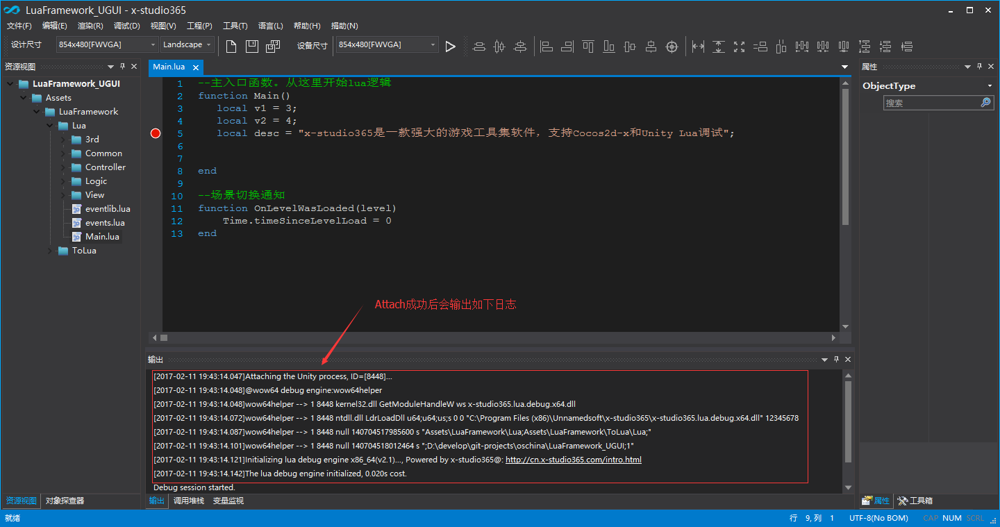 LuaFramework_UGUI - x-studio365
文件(F) 编辑(E) 渲染(R) 调试(D) 视图(V) 工程(P) 工具(T) 语言(L) 帮助(H) 捐助(N)
设计尺寸 854x480[FWVGA] Landscape 设备尺寸 854x480[FWVGA]
资源视图
LuaFramework_UGUI
Assets
LuaFramework
Lua
3rd
Common
Controller
Logic
View
eventlib.lua
events.lua
Main.lua
ToLua
资源视图 对象探查器
Main.lua
1 --主入口函数。从这里开始lua逻辑
2 function Main()
3 local v1 = 3;
4 local v2 = 4;
5 local desc = "x-studio365是一款强大的游戏工具集软件，支持Cocos2d-x和Unity Lua调试";
6
7
8 end
9
10 --场景切换通知
11 function OnLevelWasLoaded(level)
12 Time.timeSinceLevelLoad = 0
13 end
Attach成功后会输出如下日志
输出
[2017-02-11 19:43:14.047]Attaching the Unity process, ID=[8448]...
[2017-02-11 19:43:14.048]@wow64 debug engine:wow64helper
[2017-02-11 19:43:14.048]wow64helper --> 1 8448 kernel32.dll GetModuleHandleW ws x-studio365.lua.debug.x64.dll
[2017-02-11 19:43:14.072]wow64helper --> 1 8448 ntdll.dll LdrLoadDll u64;u64;us;s 0 0 "C:\Program Files (x86)\Unnamedsoft\x-studio365\x-studio365.lua.debug.x64.dll" 12345678
[2017-02-11 19:43:14.087]wow64helper --> 1 8448 null 140704517985600 s "Assets\LuaFramework\Lua;Assets\LuaFramework\ToLua\Lua;"
[2017-02-11 19:43:14.101]wow64helper --> 1 8448 null 140704518012464 s ";D:\develop\git-projects\oschina\LuaFramework_UGUI;1"
[2017-02-11 19:43:14.121]Initializing lua debug engine x86_64(v2.1)..., Powered by x-studio365@: http://cn.x-studio365.com/intro.html
[2017-02-11 19:43:14.142]The lua debug engine initialized, 0.020s cost.
Debug session started.
输出 调用堆栈 变量监视
属性
ObjectType
搜索
属性 工具箱
就绪 行 9, 列 1 UTF-8(No BOM) CAP NUM SCRL